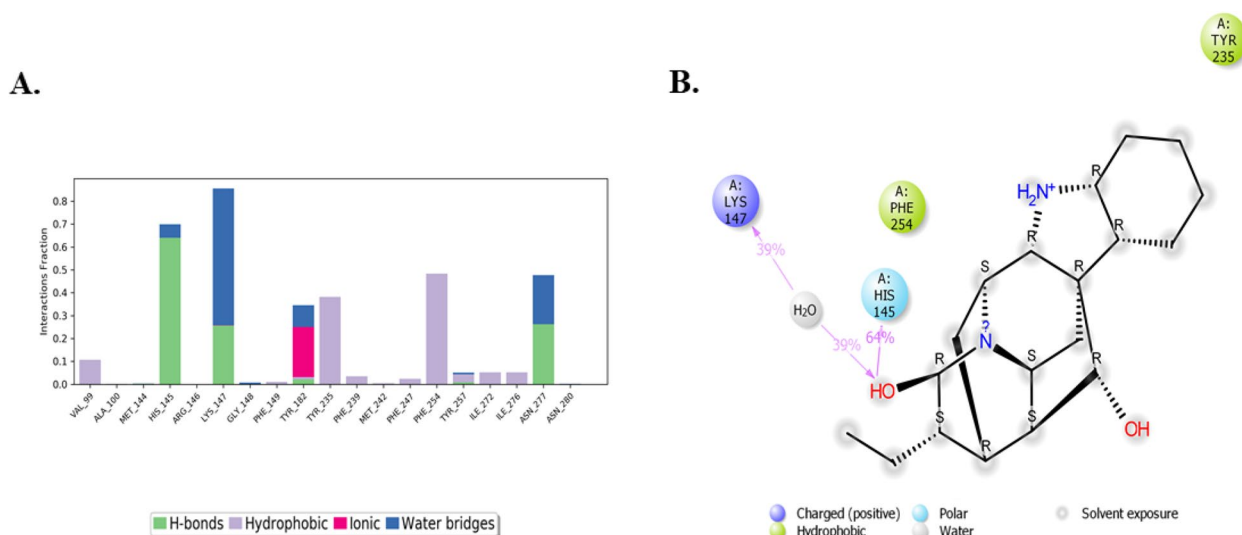 A.
Interactions Fraction
0.8
0.7
0.6
0.5
0.4
0.3
0.2
0.1
0.0
VAL_99
ALA_100
MET_144
HIS_145
ARG_146
LYS_147
GLY_148
PHE_149
TYR_182
TYR_235
PHE_239
MET_242
PHE_247
PHE_254
TYR_257
ILE_272
ILE_276
ASN_277
ASN_280
H-bonds Hydrophobic Ionic Water bridges
B.
A:
TYR
235
A:
LYS
147
A:
PHE
254
A:
HIS
145
39%
H2O
39%
64%
H2N+
R
R
R
S
R
?
N
R
S
R
HO
S
S
R
OH
Charged (positive) Polar Solvent exposure
Hydrophobic Water